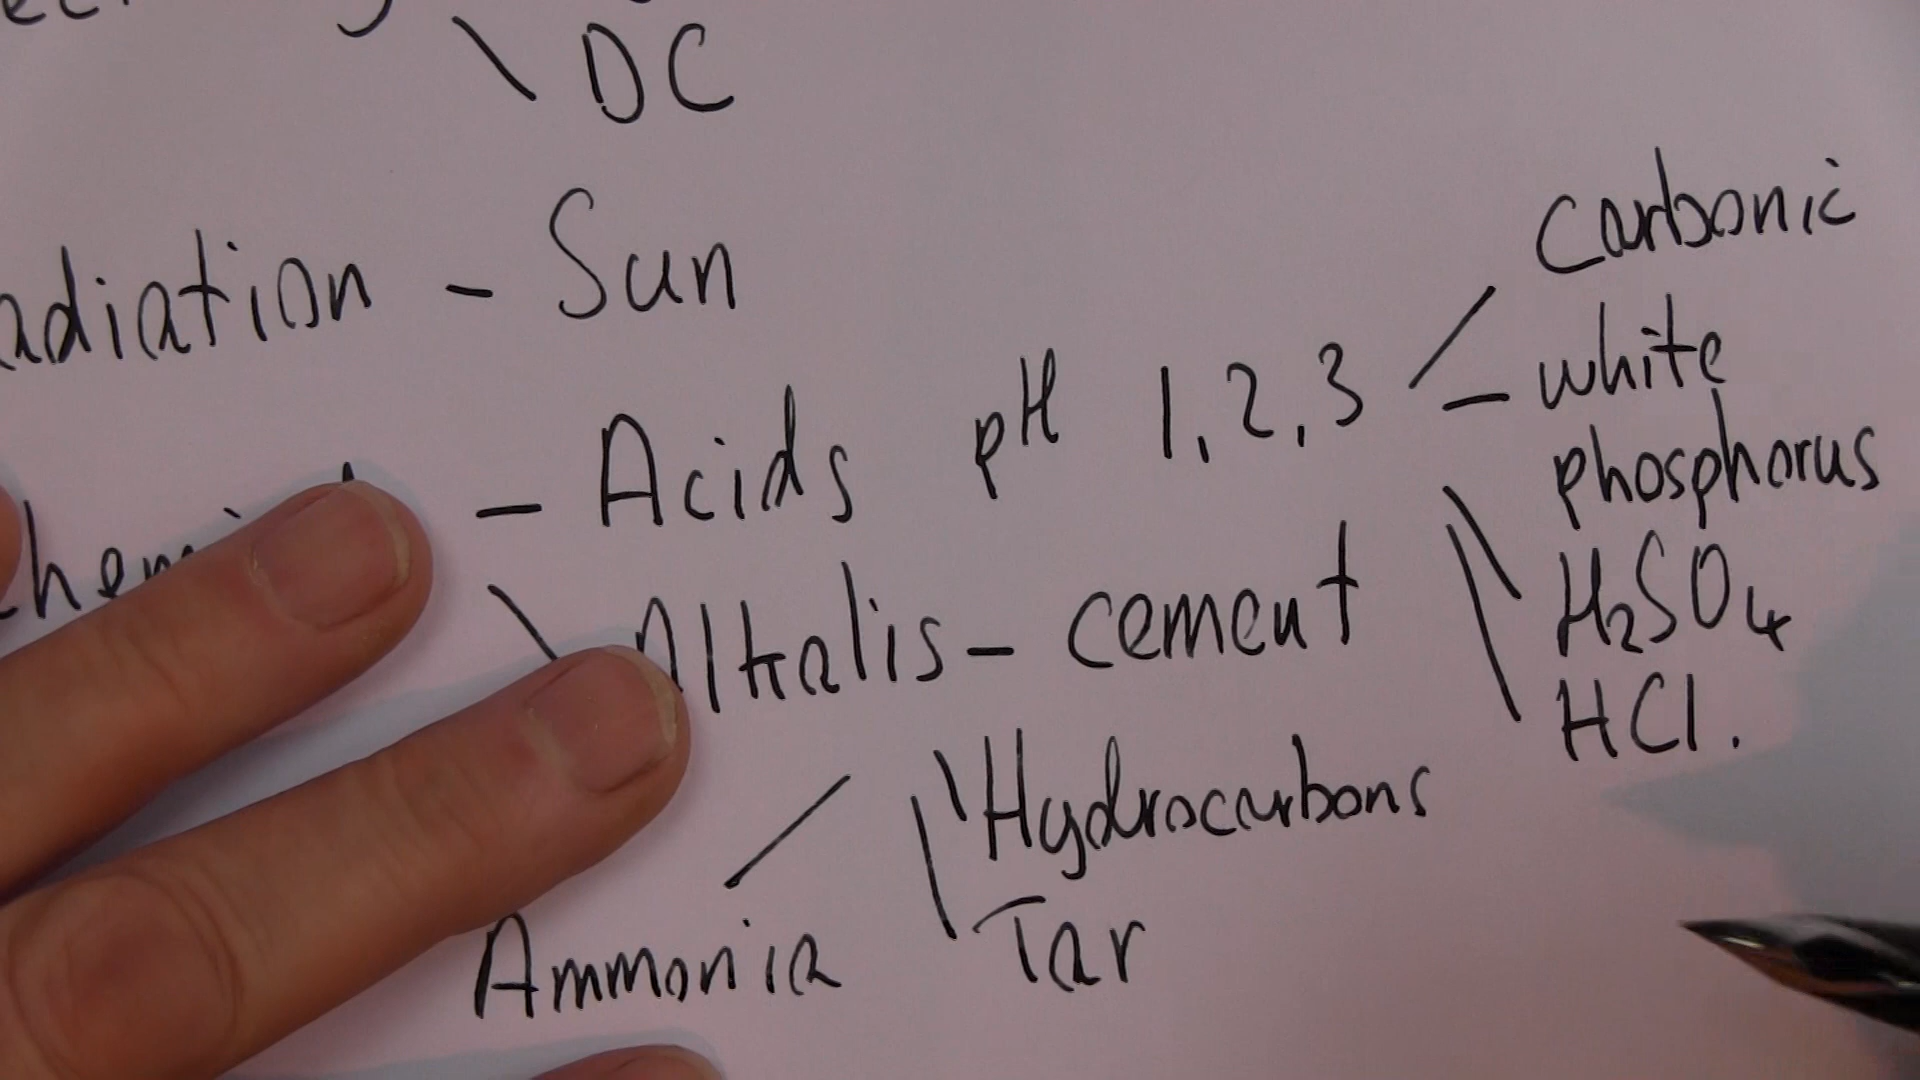 DC
adiation - Sun
carbonic
- Acids pH 1,2,3 - white
phosphorus
Alkalis - cement
H2SO4
HCl.
Hydrocarbons
Ammonia
Tar